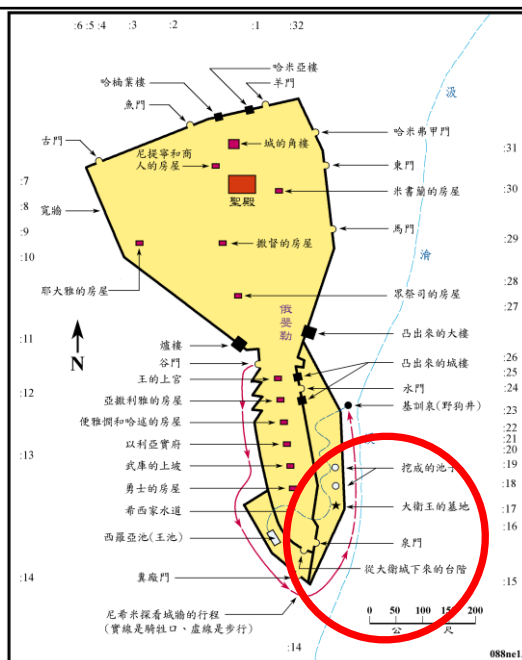 :6 :5 :4
:3
:2
:1
:32
哈米亞樓
哈楠業樓
羊門
魚門
汲
古門
尼提寧和商
人的房屋
城的角樓
哈米弗甲門
:31
東門
:7
聖殿
米書蘭的房屋
:30
:8
寬牆
:9
馬門
:29
:10
撒督的房屋
淪
耶大雅的房屋
眾祭司的房屋
:28
:27
俄斐勒
:11
N
爐樓
凸出來的大樓
谷門
凸出來的城樓
:26
王的上宮
:25
:12
水門
:24
亞撒利雅的房屋
基訓泉(野狗井)
:23
便雅憫和哈述的房屋
:22
:21
以利亞實府
:20
:13
武庫的上坡
挖成的池子
:19
勇士的房屋
:18
希西家水道
大衛王的墓地
:17
:16
西羅亞池(王池)
泉門
從大衛城下來的台階
:14
糞廠門
:15
尼希米探看城牆的行程
(實線是騎牲口、虛線是步行)
0 50 100 150 200
公 尺
:14